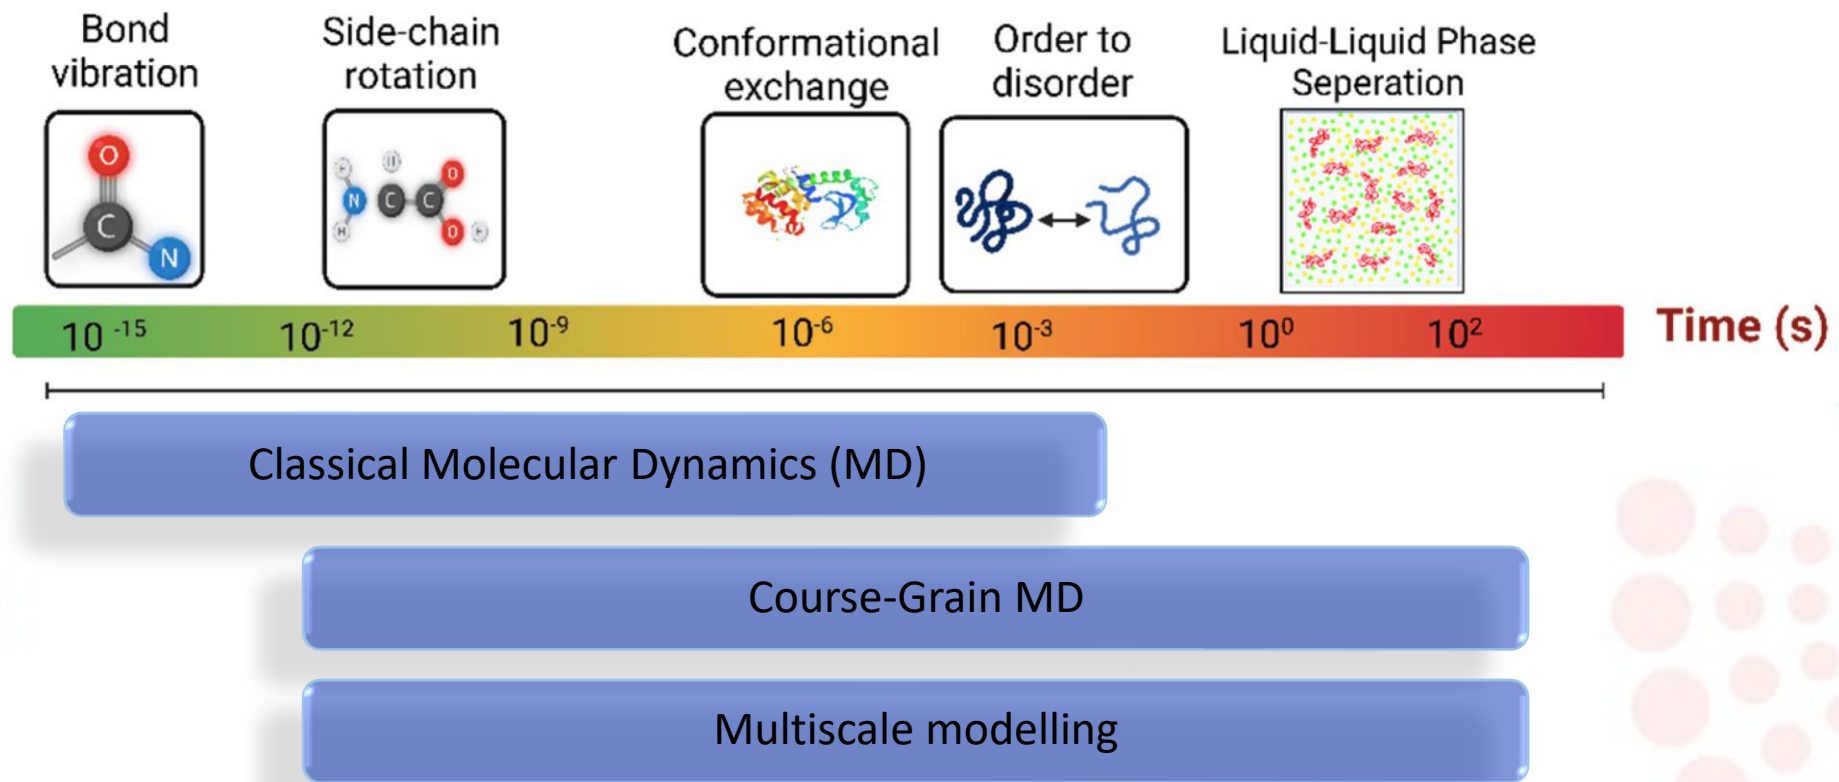 Bond
vibration
Side-chain
rotation
Conformational
exchange
Order to
disorder
Liquid-Liquid Phase
Seperation
O
C
N
H
H
N
H
C
C
O
O
H
10 -15
10-12
10-9
10-6
10-3
100
102
Time (s)
Classical Molecular Dynamics (MD)
Course-Grain MD
Multiscale modelling